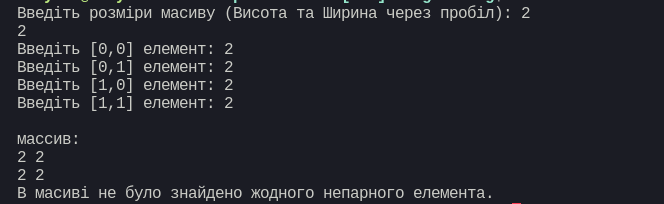 Введіть розміри масиву (Висота та Ширина через пробіл): 2
2
Введіть [0,0] елемент: 2
Введіть [0,1] елемент: 2
Введіть [1,0] елемент: 2
Введіть [1,1] елемент: 2
массив:
2 2
2 2
В масиві не було знайдено жодного непарного елемента.